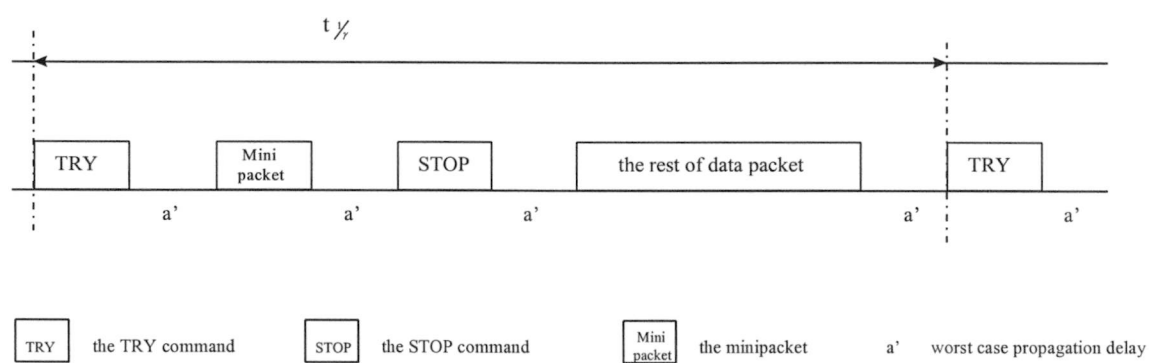 t 1/r
TRY
Mini
packet
STOP
the rest of data packet
TRY
a’ a’ a’ a’ a’
TRY the TRY command STOP the STOP command Mini
packet the minipacket a’ worst case propagation delay